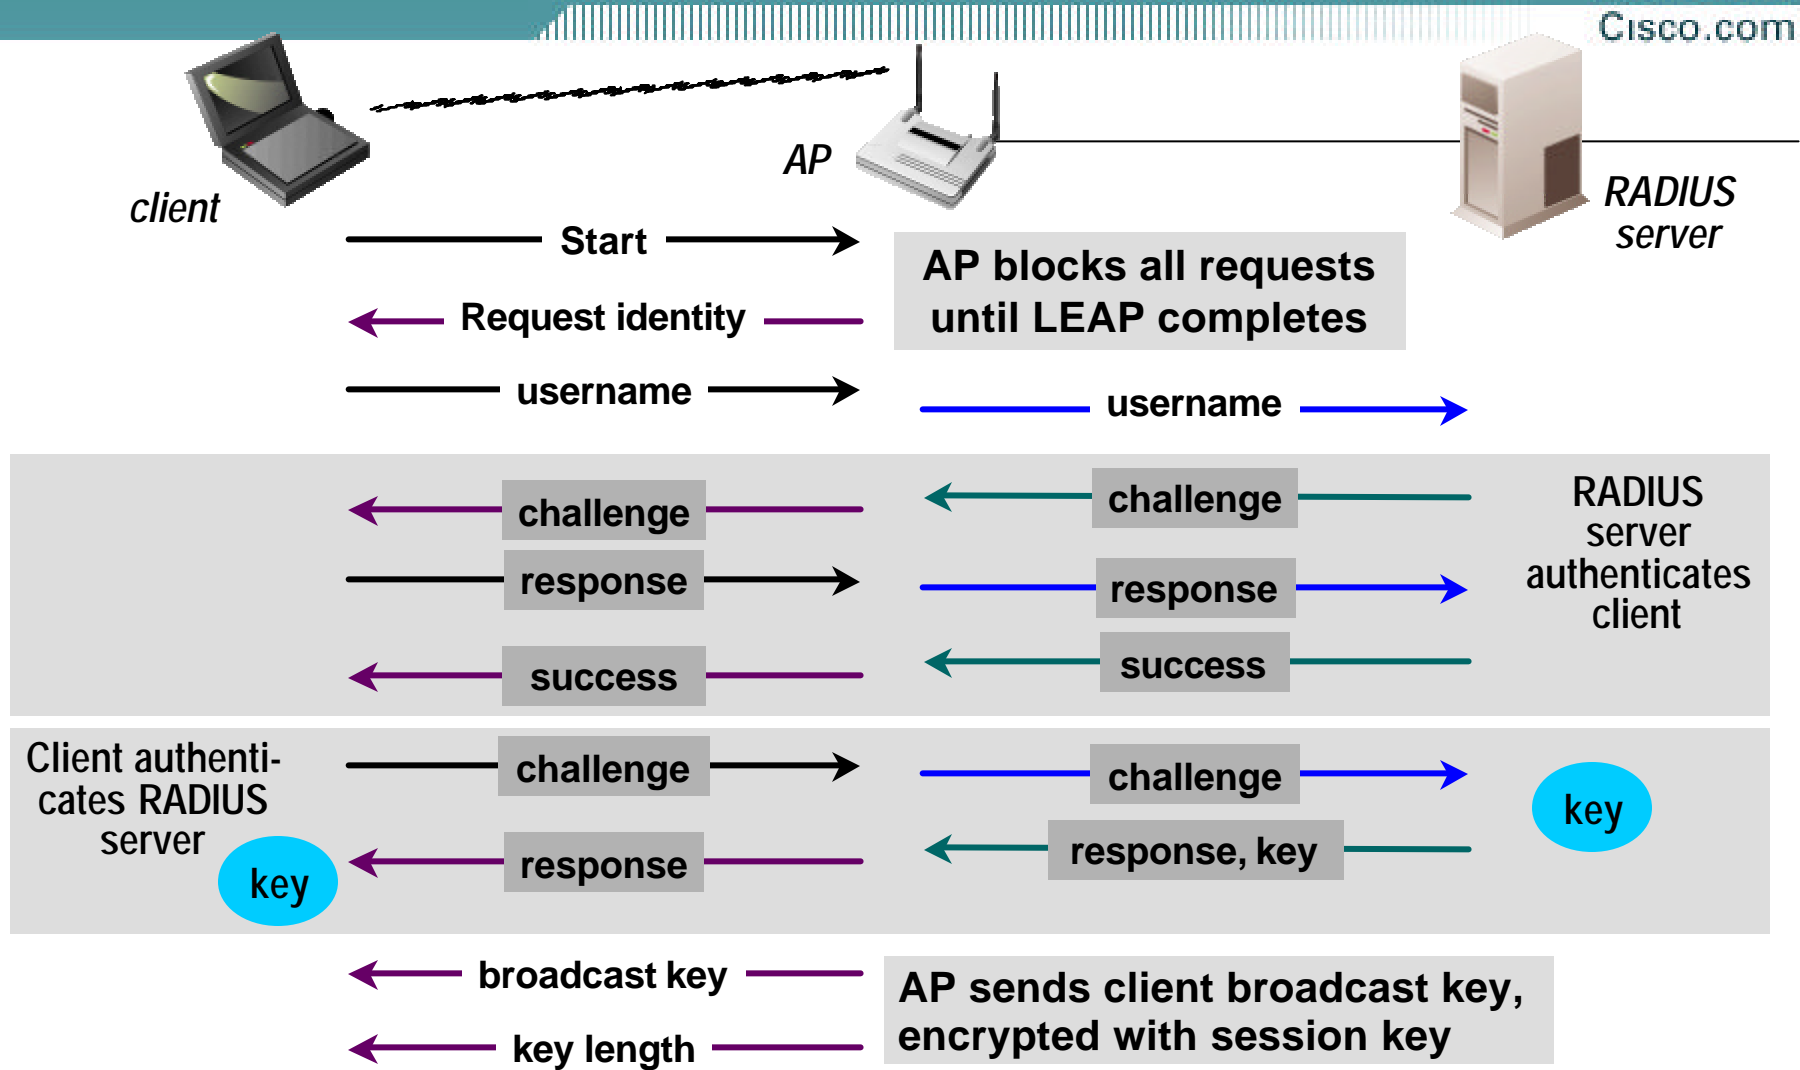 Cisco.com
client
AP
RADIUS
server
Start
AP blocks all requests
until LEAP completes
Request identity
username
username
challenge
challenge
RADIUS
server
authenticates
client
response
response
success
success
Client authenti-
cates RADIUS
server
key
challenge
challenge
key
response
response, key
broadcast key
AP sends client broadcast key,
encrypted with session key
key length